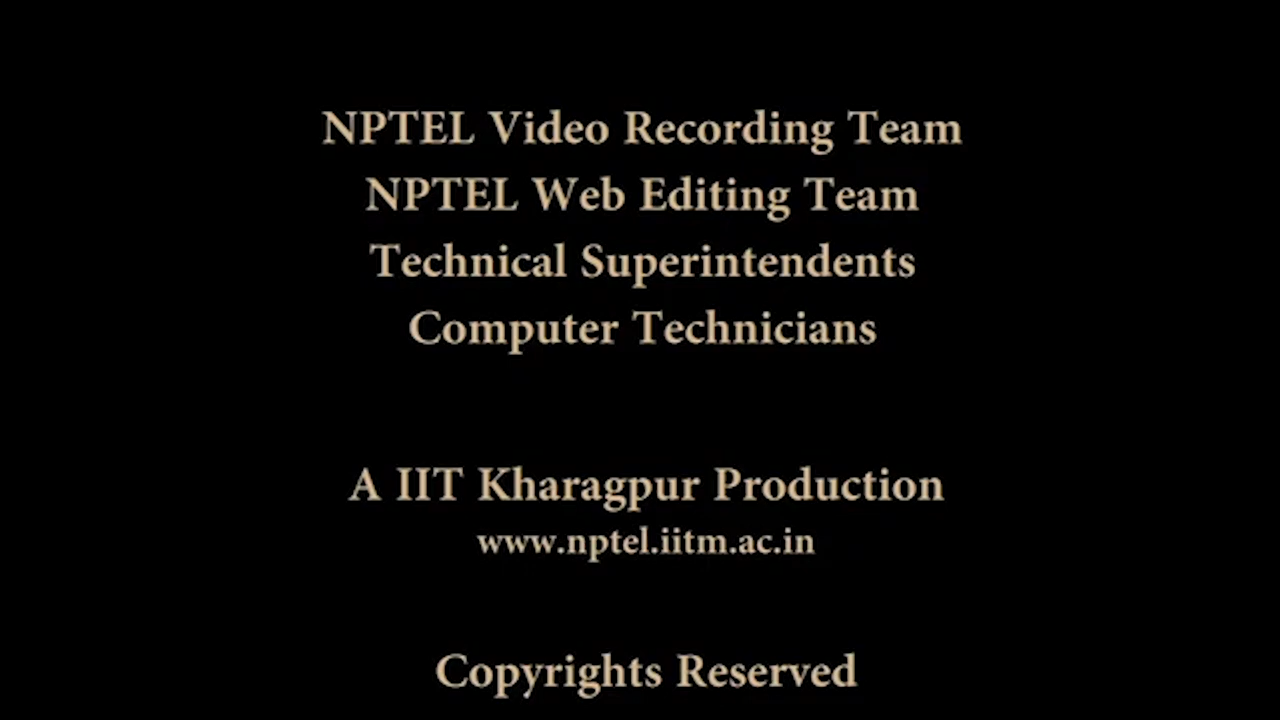 NPTEL Video Recording Team
NPTEL Web Editing Team
Technical Superintendents
Computer Technicians
A IIT Kharagpur Production
www.nptel.iitm.ac.in
Copyrights Reserved